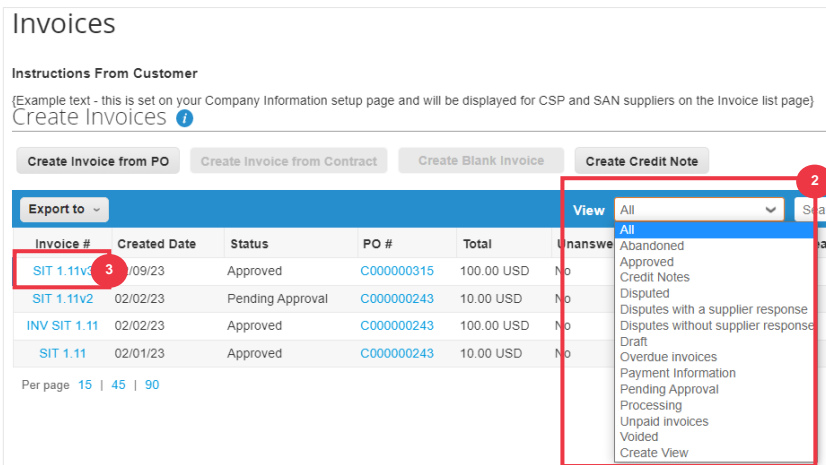 Invoices
Instructions From Customer
{Example text - this is set on your Company Information setup page and will be displayed for CSP and SAN suppliers on the Invoice list page}
Create Invoices i
Create Invoice from PO Create Invoice from Contract Create Blank Invoice Create Credit Note
2
Export to View All
Invoice # Created Date Status PO # Total
SIT 1.11v3 3 /09/23 Approved C000000315 100.00 USD No
SIT 1.11v2 02/02/23 Pending Approval C000000243 10.00 USD No
INV SIT 1.11 02/02/23 Approved C000000243 100.00 USD No
SIT 1.11 02/01/23 Approved C000000243 10.00 USD No
All
Abandoned
Approved
Credit Notes
Disputed
Disputes with a supplier response
Disputes without supplier response
Draft
Overdue invoices
Payment Information
Pending Approval
Processing
Unpaid invoices
Voided
Create View
Per page 15 | 45 | 90